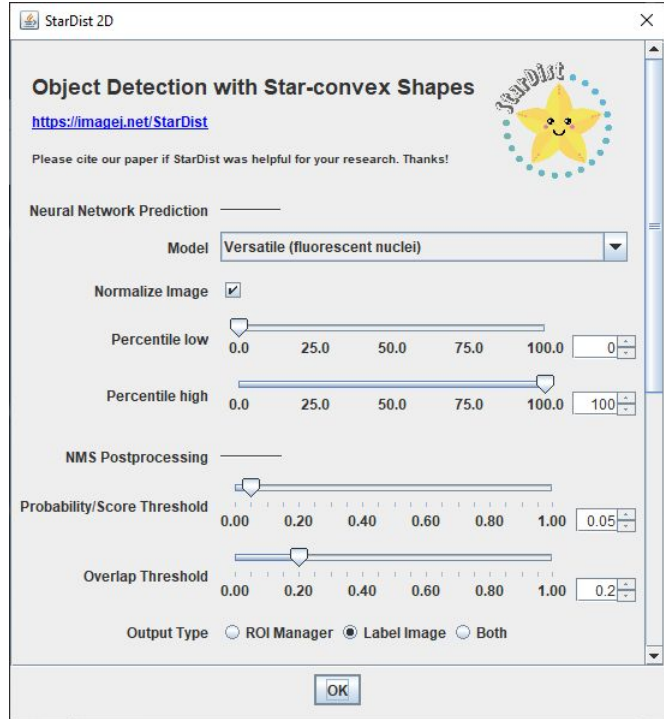 StarDist 2D
StarDist
Object Detection with Star-convex Shapes
https://imagej.net/StarDist
Please cite our paper if StarDist was helpful for your research. Thanks!
Neural Network Prediction
Model Versatile (fluorescent nuclei)
Normalize Image
Percentile low 0
0.0 25.0 50.0 75.0 100.0
Percentile high 100
0.0 25.0 50.0 75.0 100.0
NMS Postprocessing
Probability/Score Threshold 0.05
0.00 0.20 0.40 0.60 0.80 1.00
Overlap Threshold 0.2
0.00 0.20 0.40 0.60 0.80 1.00
Output Type ROI Manager Label Image Both
OK